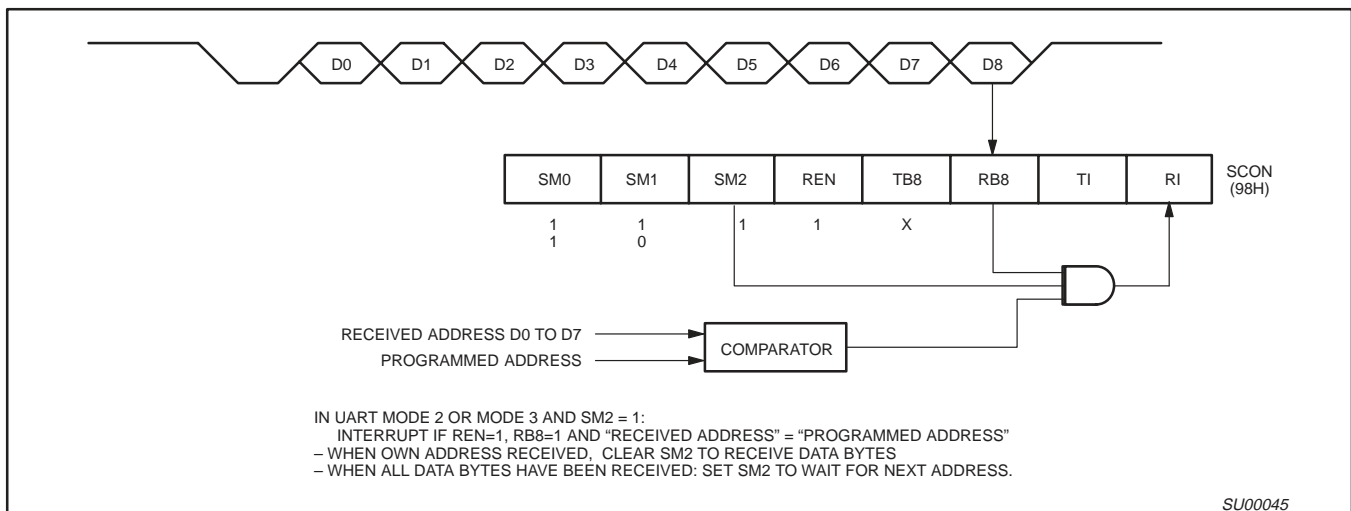 D0 D1 D2 D3 D4 D5 D6 D7 D8
SM0 SM1 SM2 REN TB8 RB8 TI RI SCON
(98H)
1 1 1 1 X
1 0
RECEIVED ADDRESS D0 TO D7
PROGRAMMED ADDRESS
COMPARATOR
IN UART MODE 2 OR MODE 3 AND SM2 = 1:
INTERRUPT IF REN=1, RB8=1 AND “RECEIVED ADDRESS” = “PROGRAMMED ADDRESS”
– WHEN OWN ADDRESS RECEIVED, CLEAR SM2 TO RECEIVE DATA BYTES
– WHEN ALL DATA BYTES HAVE BEEN RECEIVED: SET SM2 TO WAIT FOR NEXT ADDRESS.
SU00045